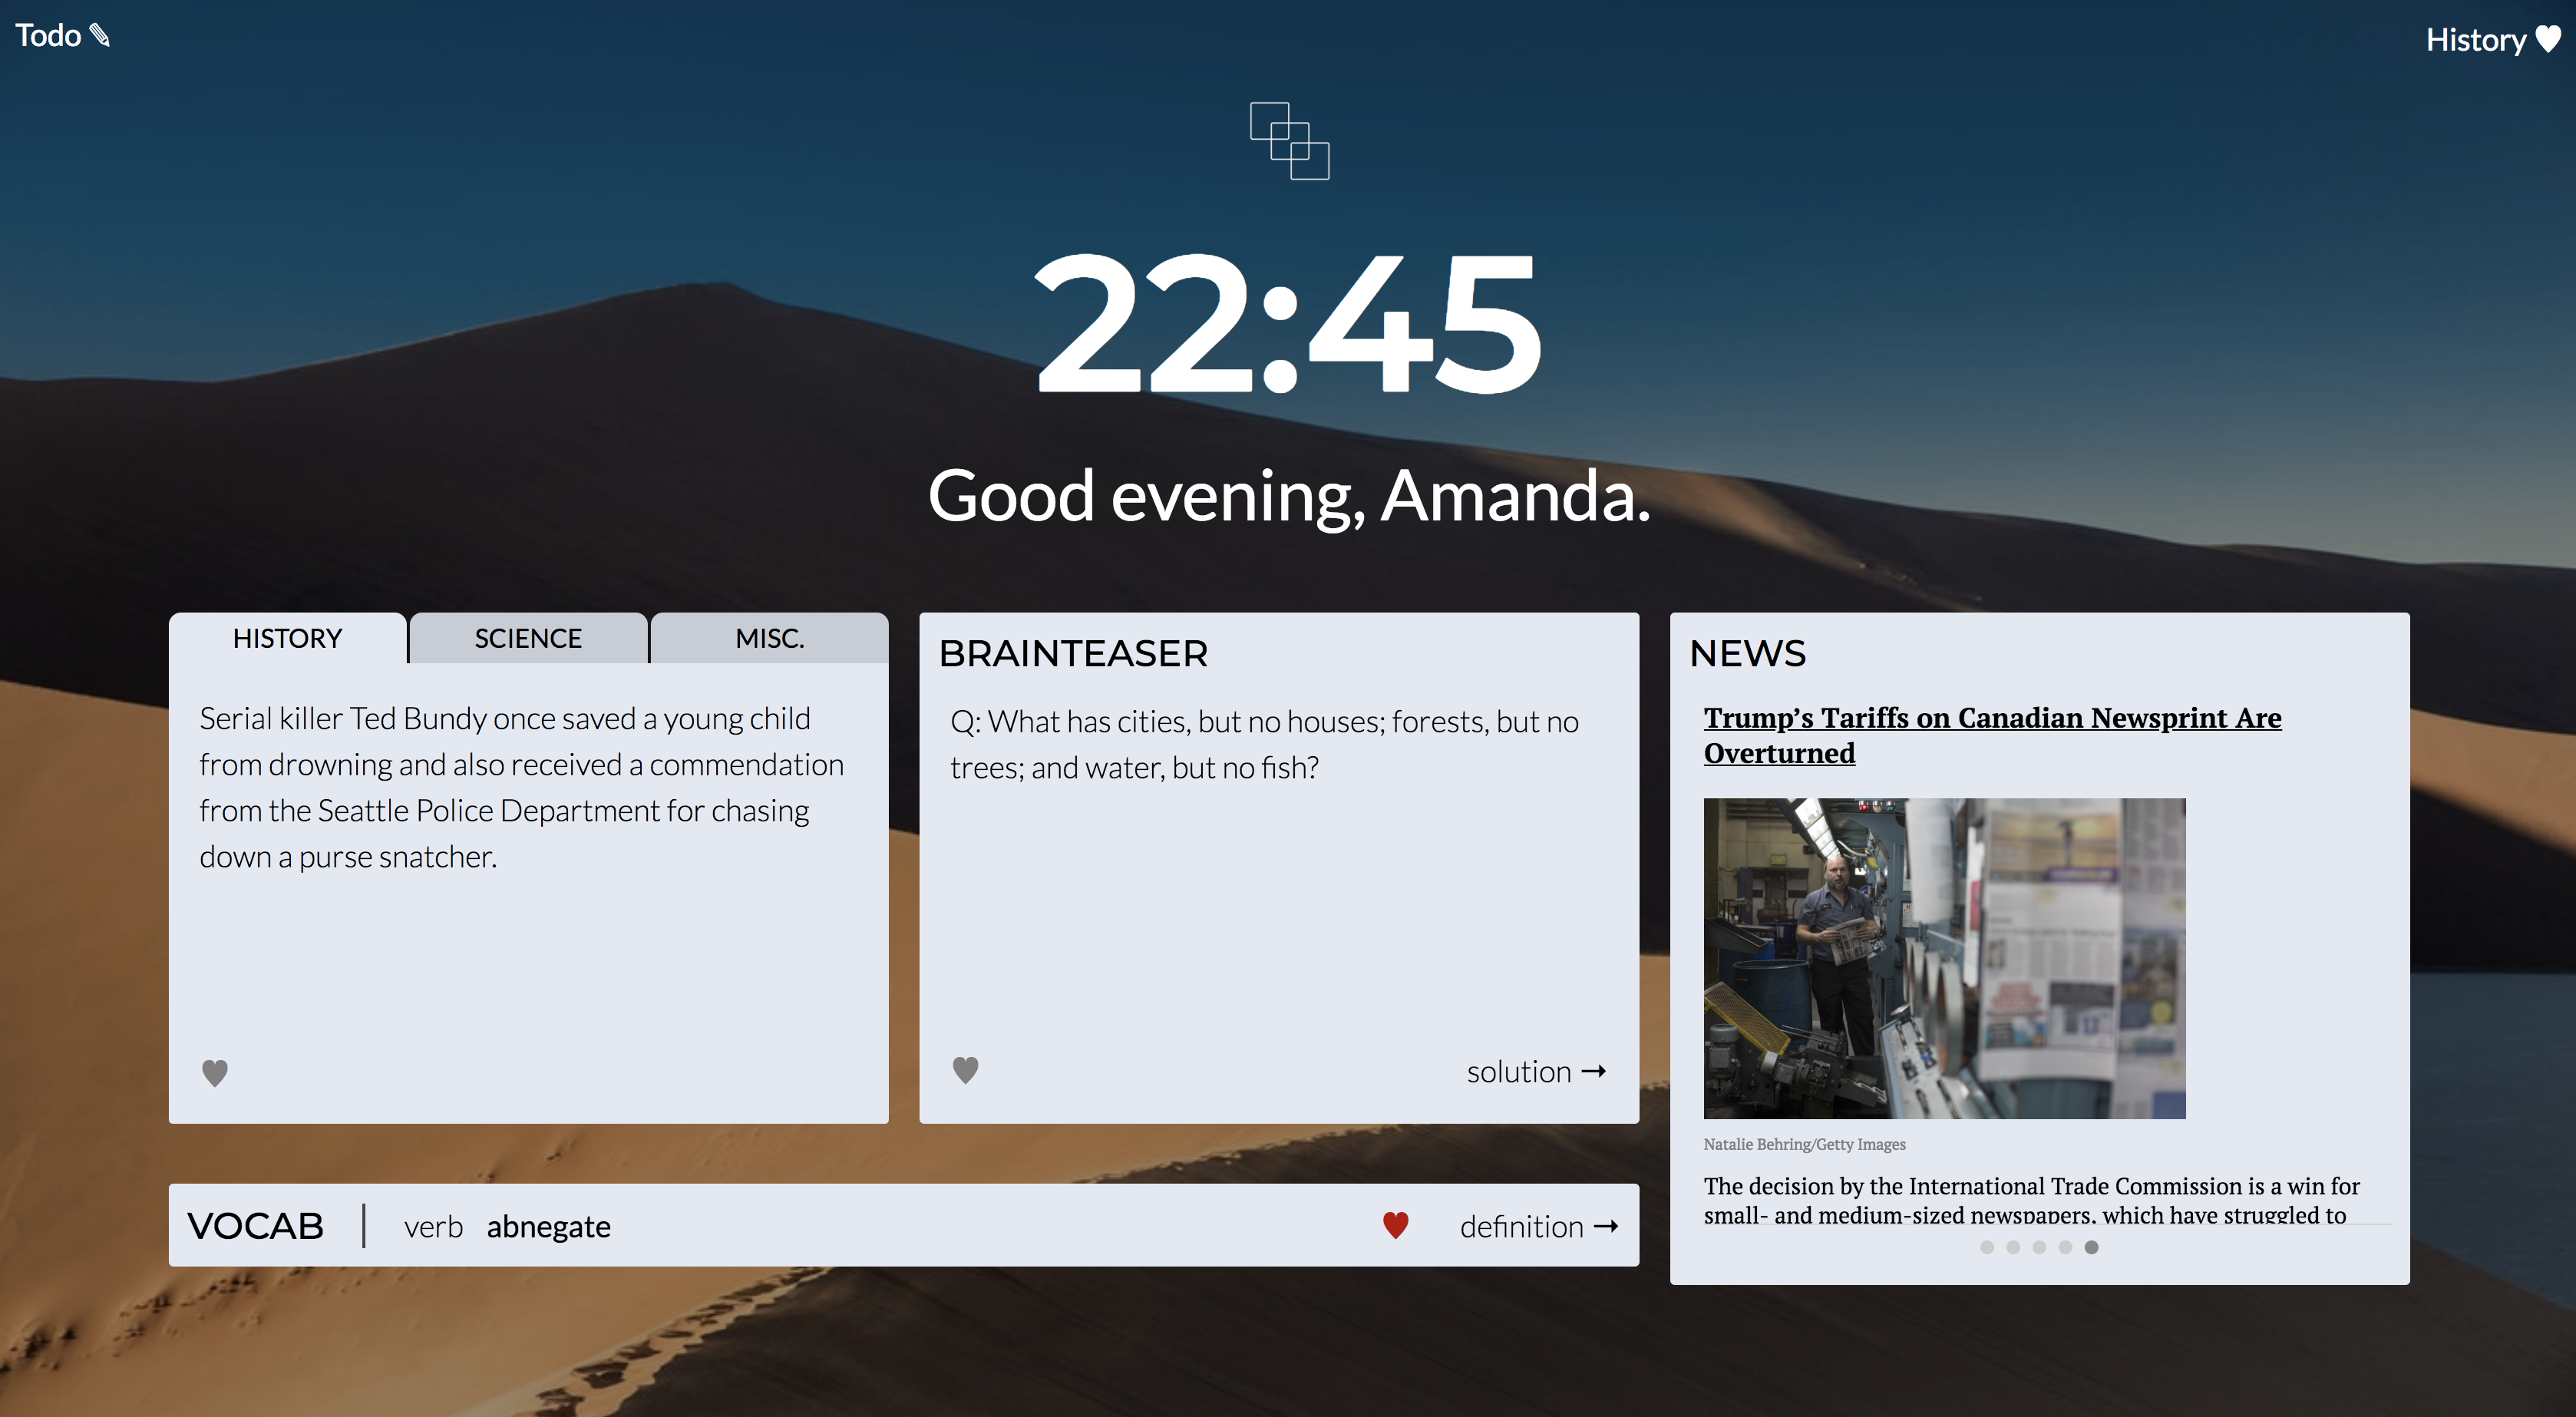 Todo
History
22:45
Good evening, Amanda.
HISTORY
SCIENCE
MISC.
Serial killer Ted Bundy once saved a young child
from drowning and also received a commendation
from the Seattle Police Department for chasing
down a purse snatcher.
BRAINTEASER
Q: What has cities, but no houses; forests, but no
trees; and water, but no fish?
solution →
NEWS
Trump’s Tariffs on Canadian Newsprint Are
Overturned
Natalie Behring/Getty Images
The decision by the International Trade Commission is a win for
small- and medium-sized newspapers, which have struggled to
VOCAB
verb abnegate
definition →